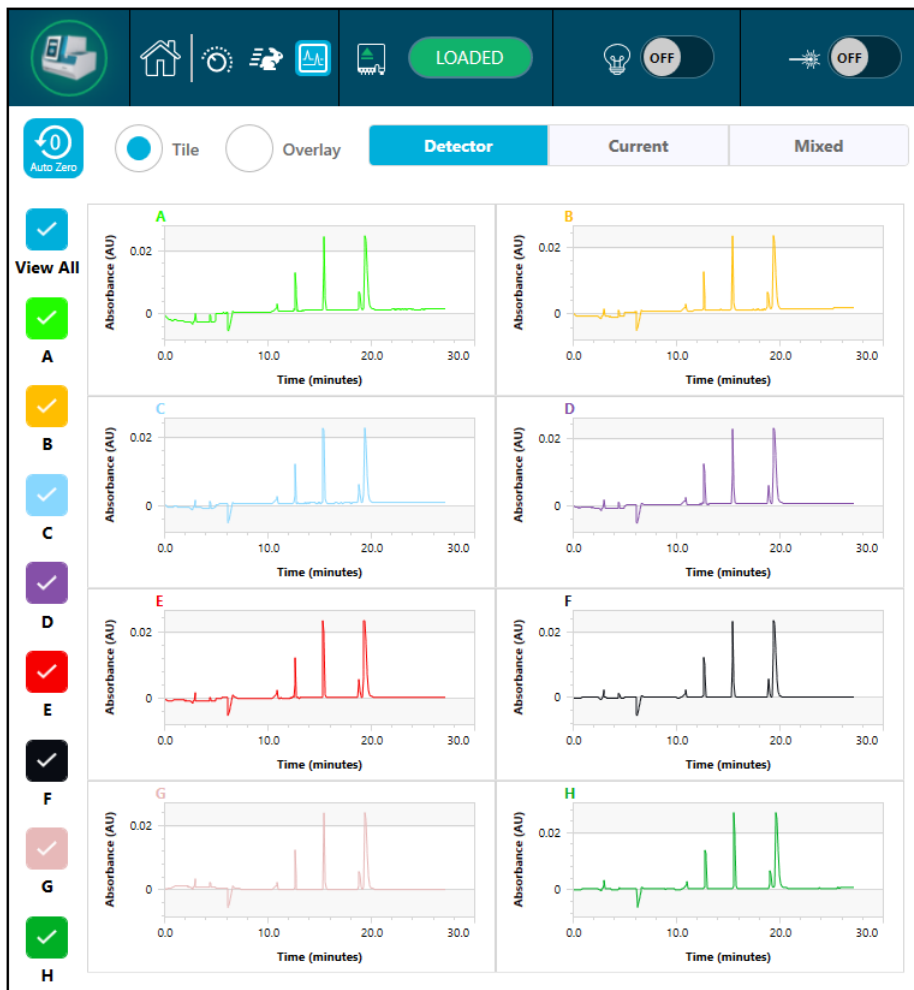 LOADED
OFF
OFF
0
Auto Zero
Tile
Overlay
Detector
Current
Mixed
View All
A
B
C
D
E
F
G
H
A
Absorbance (AU)
0.02
0
0.0
10.0
20.0
30.0
Time (minutes)
B
Absorbance (AU)
0.02
0
0.0
10.0
20.0
30.0
Time (minutes)
C
Absorbance (AU)
0.02
0
0.0
10.0
20.0
30.0
Time (minutes)
D
Absorbance (AU)
0.02
0
0.0
10.0
20.0
30.0
Time (minutes)
E
Absorbance (AU)
0.02
0
0.0
10.0
20.0
30.0
Time (minutes)
F
Absorbance (AU)
0.02
0
0.0
10.0
20.0
30.0
Time (minutes)
G
Absorbance (AU)
0.02
0
0.0
10.0
20.0
30.0
Time (minutes)
H
Absorbance (AU)
0.02
0
0.0
10.0
20.0
30.0
Time (minutes)